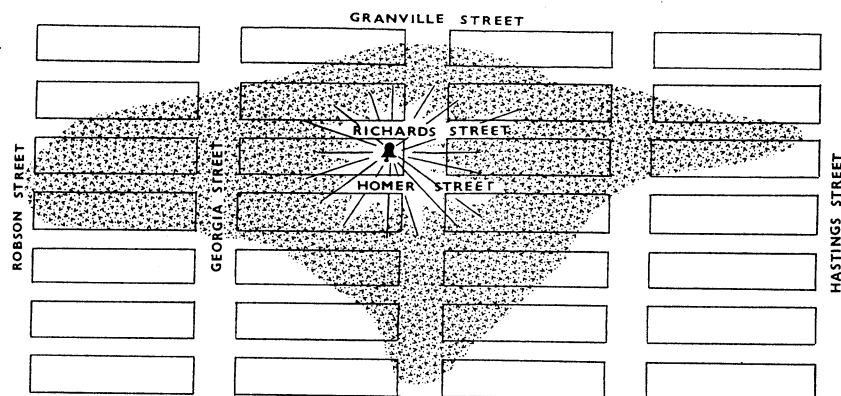 GRANVILLE STREET
RICHARDS STREET
HOMER STREET
ROBSON STREET
GEORGIA STREET
HASTINGS STREET